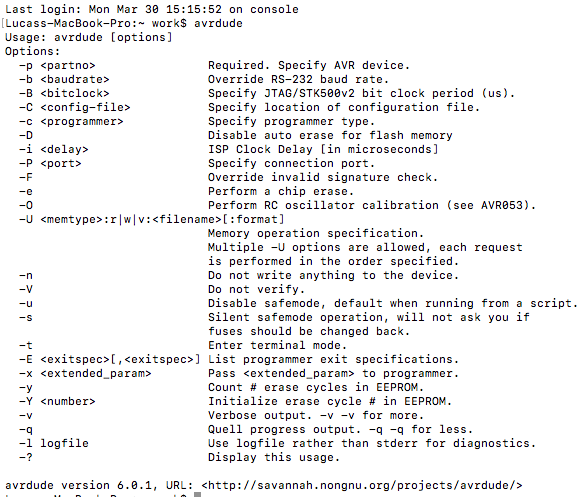 Last login: Mon Mar 30 15:15:52 on console
[Lucass-MacBook-Pro:~ work$ avrdude
Usage: avrdude [options]
Options:
  -p <partno>                Required. Specify AVR device.
  -b <baudrate>              Override RS-232 baud rate.
  -B <bitclock>              Specify JTAG/STK500v2 bit clock period (us).
  -C <config-file>           Specify location of configuration file.
  -c <programmer>            Specify programmer type.
  -D                         Disable auto erase for flash memory
  -i <delay>                 ISP Clock Delay [in microseconds]
  -P <port>                  Specify connection port.
  -F                         Override invalid signature check.
  -e                         Perform a chip erase.
  -O                         Perform RC oscillator calibration (see AVR053).
  -U <memtype>:r|w|v:<filename>[:format]
                             Memory operation specification.
                             Multiple -U options are allowed, each request
                             is performed in the order specified.
  -n                         Do not write anything to the device.
  -V                         Do not verify.
  -u                         Disable safemode, default when running from a script.
  -s                         Silent safemode operation, will not ask you if
                             fuses should be changed back.
  -t                         Enter terminal mode.
  -E <exitspec>[,<exitspec>] List programmer exit specifications.
  -x <extended_param>        Pass <extended_param> to programmer.
  -y                         Count # erase cycles in EEPROM.
  -Y <number>                Initialize erase cycle # in EEPROM.
  -v                         Verbose output. -v -v for more.
  -q                         Quell progress output. -q -q for less.
  -l logfile                 Use logfile rather than stderr for diagnostics.
  -?                         Display this usage.

avrdude version 6.0.1, URL: <http://savannah.nongnu.org/projects/avrdude/>